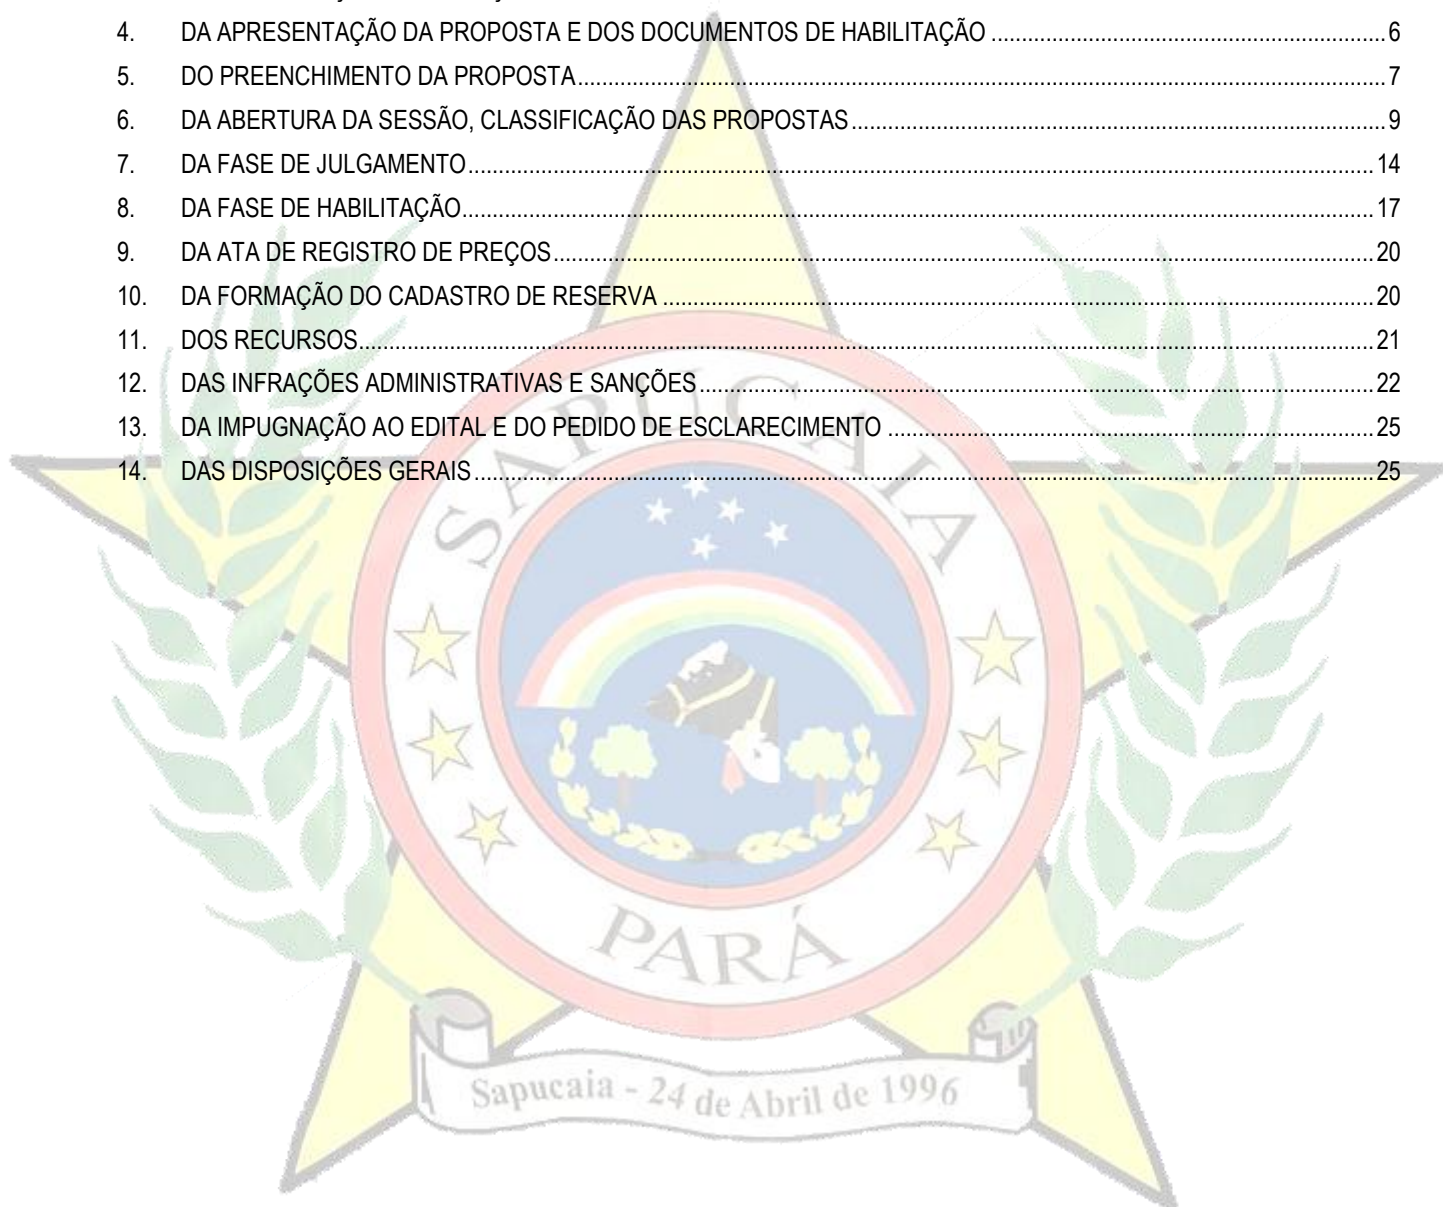 4. DA APRESENTAÇÃO DA PROPOSTA E DOS DOCUMENTOS DE HABILITAÇÃO ........ 6
5. DO PREENCHIMENTO DA PROPOSTA ........ 7
6. DA ABERTURA DA SESSÃO, CLASSIFICAÇÃO DAS PROPOSTAS ........ 9
7. DA FASE DE JULGAMENTO ........ 14
8. DA FASE DE HABILITAÇÃO ........ 17
9. DA ATA DE REGISTRO DE PREÇOS ........ 20
10. DA FORMAÇÃO DO CADASTRO DE RESERVA ........ 20
11. DOS RECURSOS ........ 21
12. DAS INFRAÇÕES ADMINISTRATIVAS E SANÇÕES ........ 22
13. DA IMPUGNAÇÃO AO EDITAL E DO PEDIDO DE ESCLARECIMENTO ........ 25
14. DAS DISPOSIÇÕES GERAIS ........ 25
SAPUCAIA
PARÁ
Sapucaia - 24 de Abril de 1996